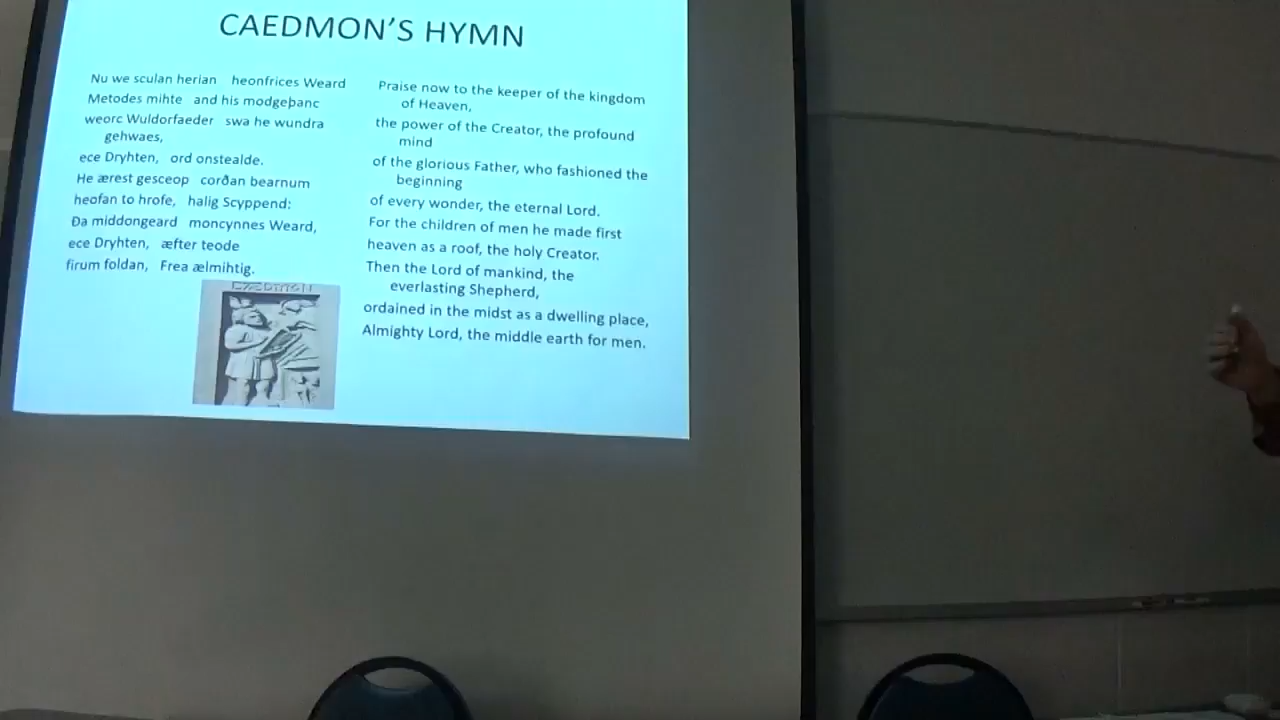 CAEDMON'S HYMN
Nu we sculan herian heonfrices Weard
Metodes mihte and his modgeþanc
weorc Wuldorfaeder swa he wundra
gehwaes,
ece Dryhten, ord onstealde.
He ærest gesceop corðan bearnum
heofan to hrofe, halig Scyppend:
Ða middongeard moncynnes Weard,
ece Dryhten, æfter teode
firum foldan, Frea ælmihtig.
CÆDMON
Praise now to the keeper of the kingdom
of Heaven,
the power of the Creator, the profound
mind
of the glorious Father, who fashioned the
beginning
of every wonder, the eternal Lord.
For the children of men he made first
heaven as a roof, the holy Creator.
Then the Lord of mankind, the
everlasting Shepherd,
ordained in the midst as a dwelling place,
Almighty Lord, the middle earth for men.